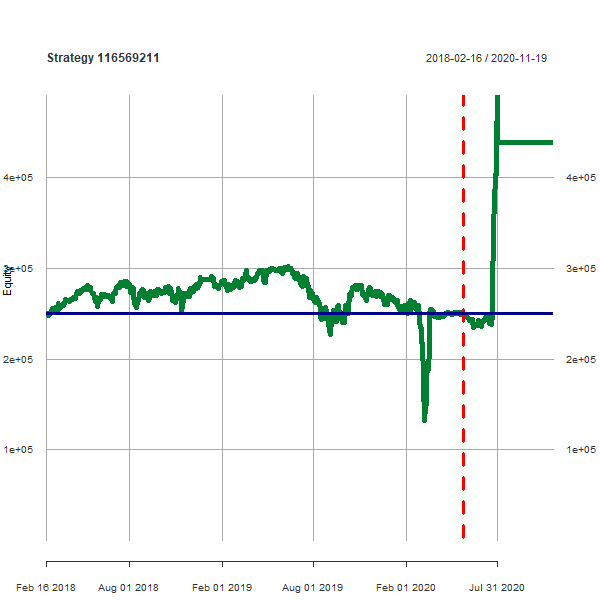 Strategy 116569211
2018-02-16 / 2020-11-19
4e+05
4e+05
3e+05
3e+05
Equity
2e+05
2e+05
1e+05
1e+05
Feb 16 2018
Aug 01 2018
Feb 01 2019
Aug 01 2019
Feb 01 2020
Jul 31 2020